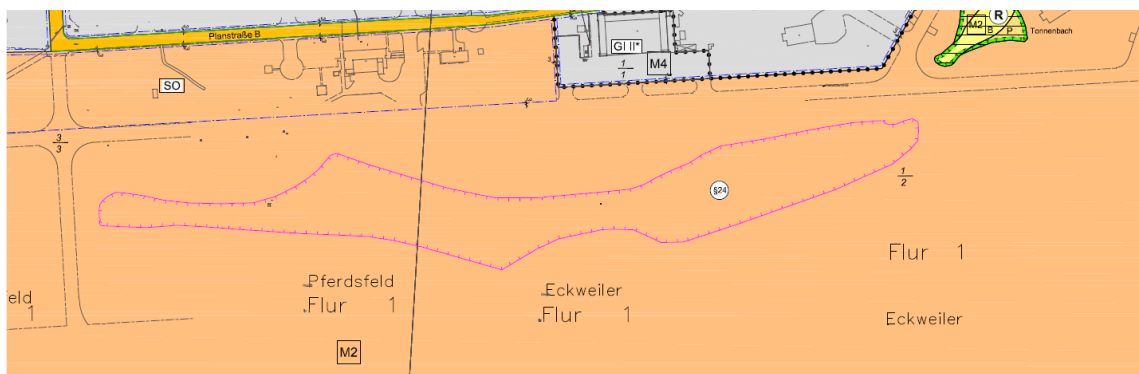 Planstraße B
SO
GI II*
1
1
M4
R
M2
B P
Tonnenbach
3
3
§24
1
2
Pferdsfeld
Flur 1
Eckweiler
Flur 1
Flur 1
Eckweiler
eld
1
M2